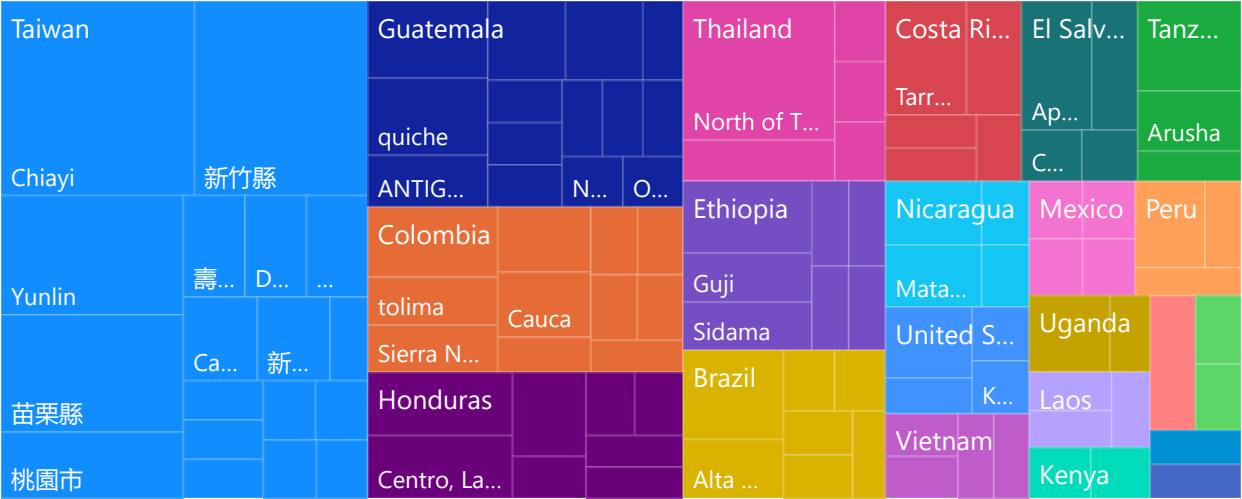 Taiwan
Chiayi
新竹縣
Yunlin
壽...
D...
...
苗栗縣
Ca...
新...
桃園市
Guatemala
quiche
ANTIG...
N...
O...
Colombia
tolima
Cauca
Sierra N...
Honduras
Centro, La...
Thailand
North of T...
Ethiopia
Guji
Sidama
Brazil
Alta ...
Costa Ri...
Tarr...
El Salv...
Ap...
C...
Tanz...
Arusha
Nicaragua
Mata...
Mexico
Peru
United S...
K...
Uganda
Laos
Vietnam
Kenya